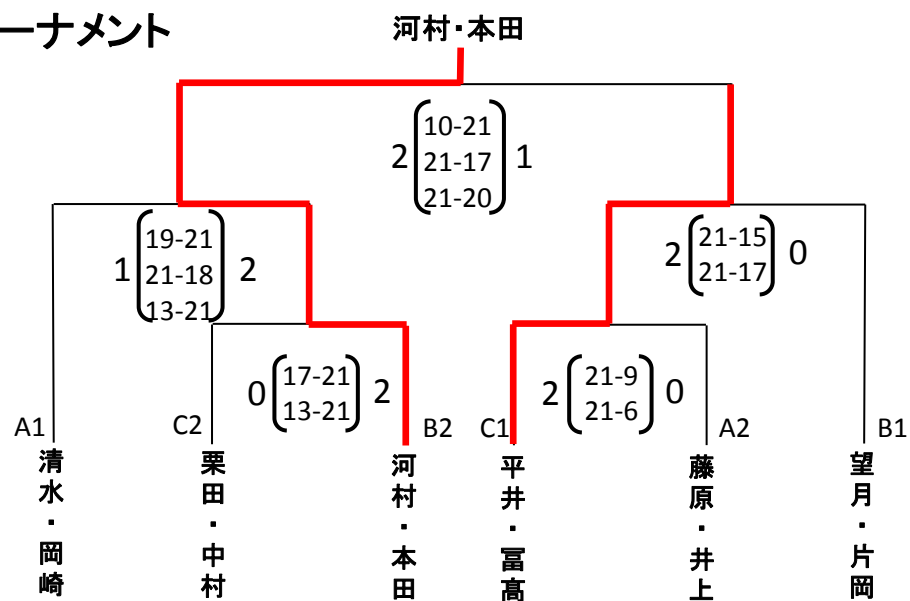 ーナメント
河村・本田
2 10-21 1
21-17
21-20
1 19-21 2
21-18
13-21
2 21-15 0
21-17
0 17-21 2
13-21
2 21-9 0
21-6
A1 C2 B2 C1 A2 B1
清水・岡崎
栗田・中村
河村・本田
平井・冨髙
藤原・井上
望月・片岡